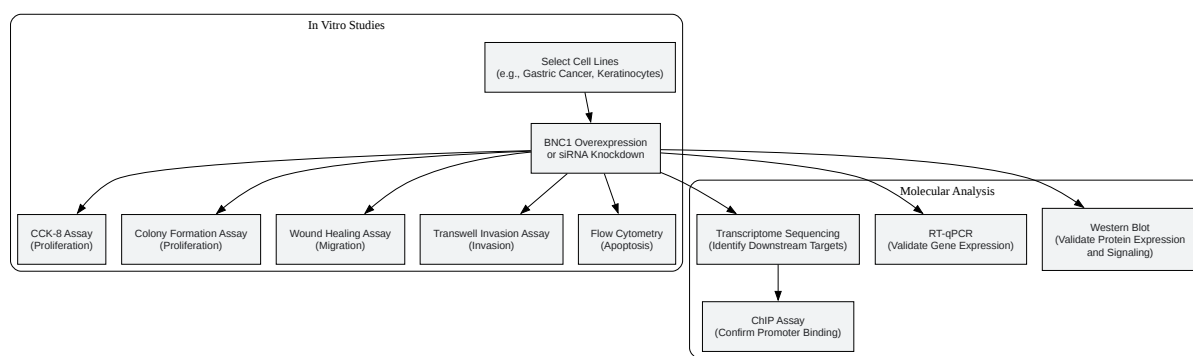 In Vitro Studies
Select Cell Lines
(e.g., Gastric Cancer, Keratinocytes)
BNC1 Overexpression
or siRNA Knockdown
Molecular Analysis
CCK-8 Assay
(Proliferation)
Colony Formation Assay
(Proliferation)
Wound Healing Assay
(Migration)
Transwell Invasion Assay
(Invasion)
Flow Cytometry
(Apoptosis)
Transcriptome Sequencing
(Identify Downstream Targets)
RT-qPCR
(Validate Gene Expression)
Western Blot
(Validate Protein Expression
and Signaling)
ChIP Assay
(Confirm Promoter Binding)